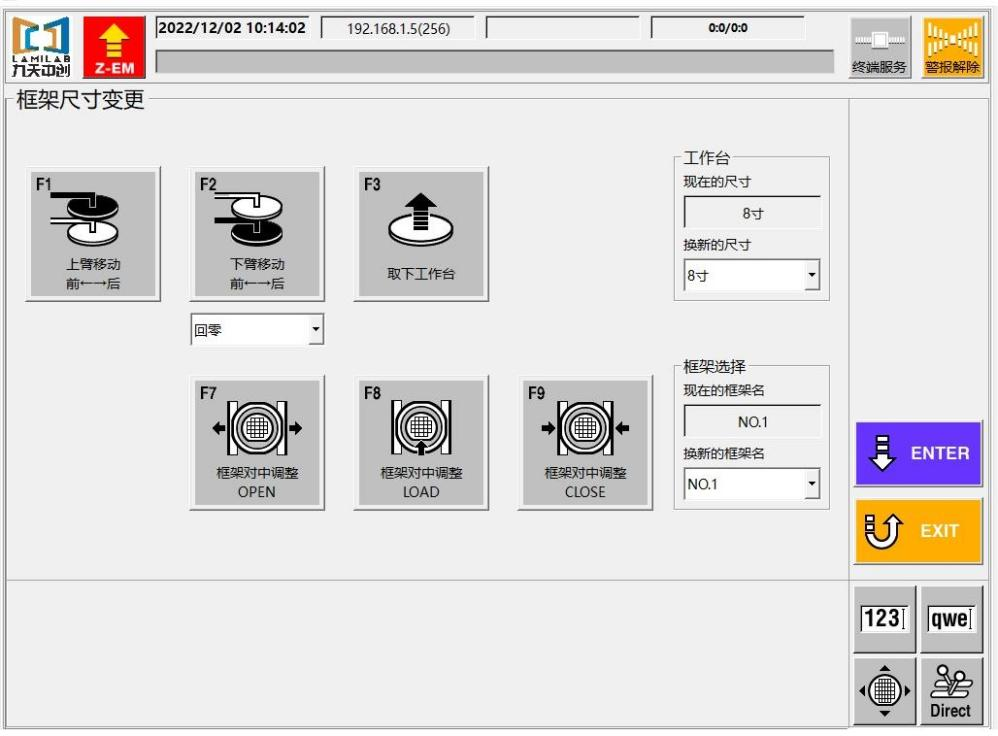 LAMILAB
九天中创
Z-EM
2022/12/02 10:14:02
192.168.1.5(256)
0:0/0:0
终端服务
警报解除
框架尺寸变更
F1
上臂移动
前←→后
F2
下臂移动
前←→后
F3
取下工作台
工作台
现在的尺寸
8寸
换新的尺寸
8寸
回零
F7
框架对中调整
OPEN
F8
框架对中调整
LOAD
F9
框架对中调整
CLOSE
框架选择
现在的框架名
NO.1
换新的框架名
NO.1
ENTER
EXIT
123
qwe
Direct